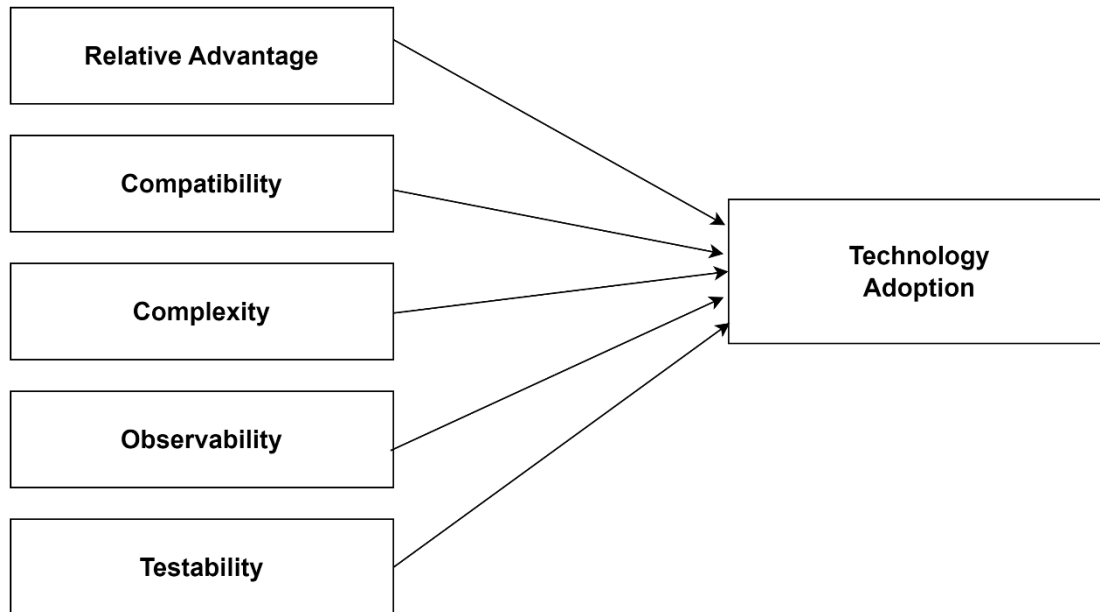 Relative Advantage
Compatibility
Complexity
Observability
Testability
Technology
Adoption